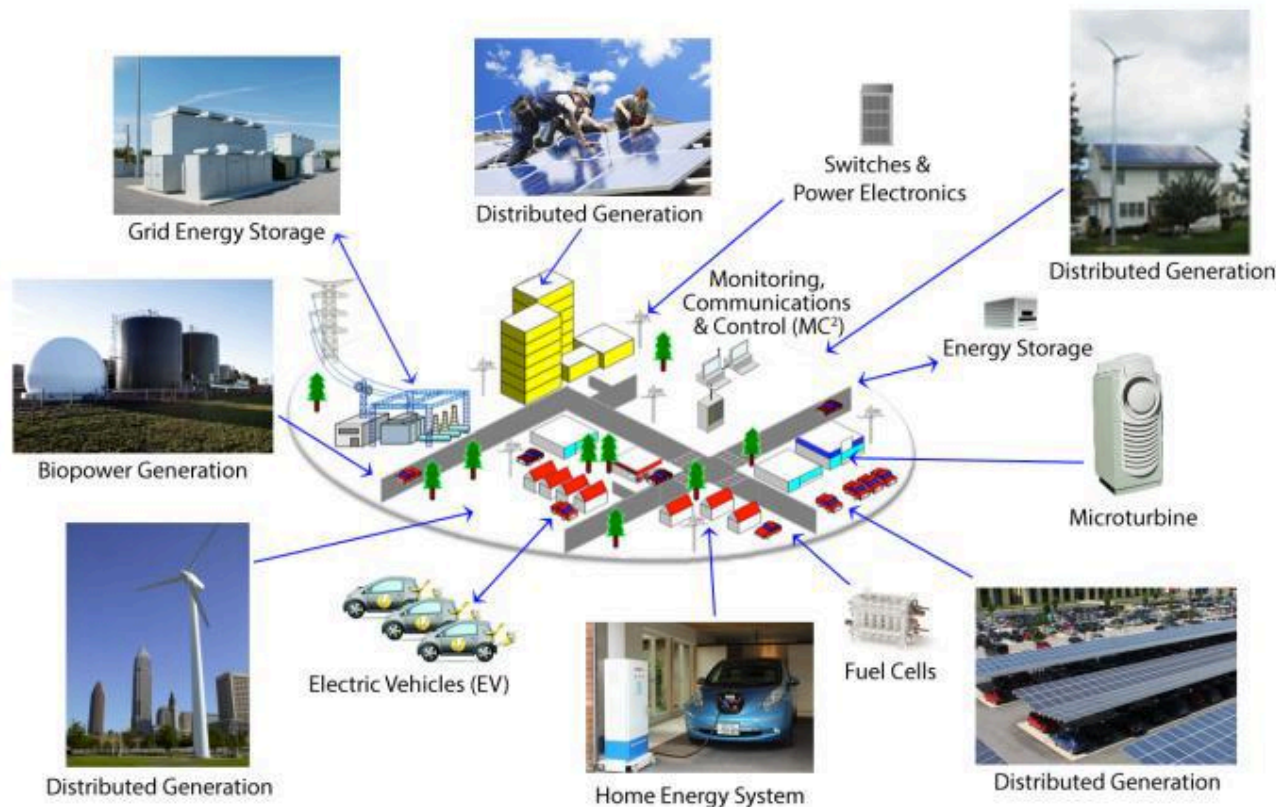 Grid Energy Storage
Distributed Generation
Switches &
Power Electronics
Distributed Generation
Monitoring,
Communications
& Control (MC²)
Energy Storage
Biopower Generation
Microturbine
Electric Vehicles (EV)
Fuel Cells
Distributed Generation
Home Energy System
Distributed Generation